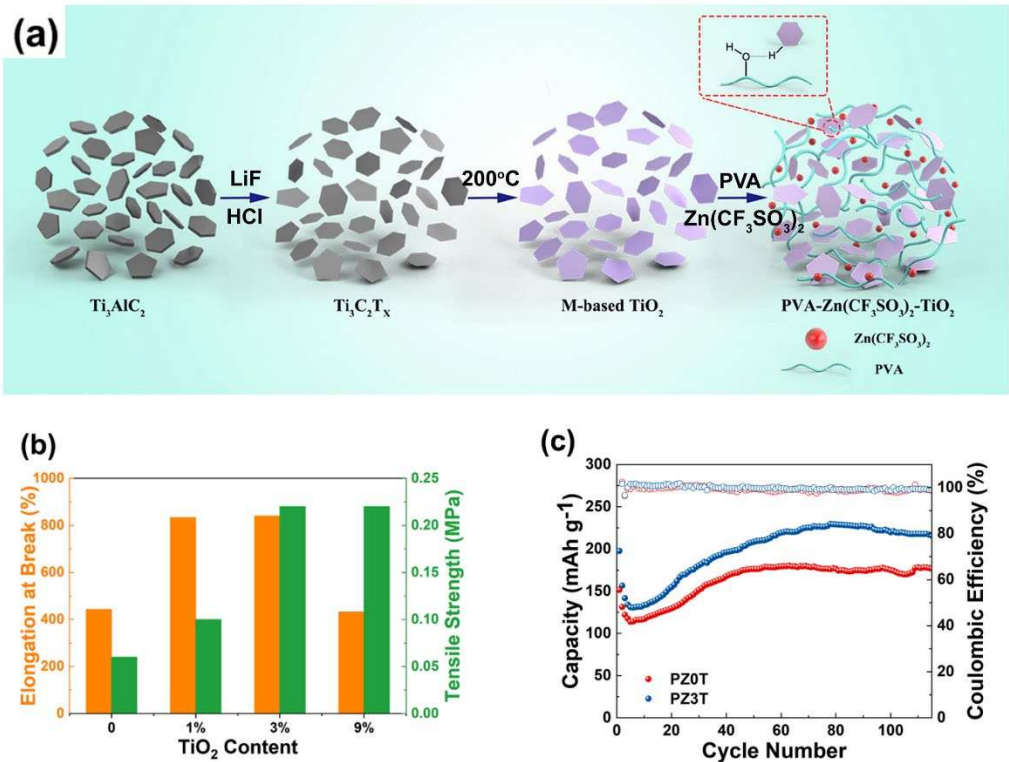 (a)
H
O
H
LiF
HCl
200°C
PVA
Zn(CF₃SO₃)₂
Ti₃AlC₂
Ti₃C₂Tₓ
M-based TiO₂
PVA-Zn(CF₃SO₃)₂-TiO₂
Zn(CF₃SO₃)₂
PVA
(b)
Elongation at Break (%)
1000
800
600
400
200
0
0
1%
3%
9%
TiO₂ Content
0.25
0.20
0.15
0.10
0.05
0.00
Tensile Strength (MPa)
(c)
Capacity (mAh g⁻¹)
300
250
200
150
100
50
0
PZ0T
PZ3T
0
20
40
60
80
100
Cycle Number
100
80
60
40
20
0
Coulombic Efficiency (%)